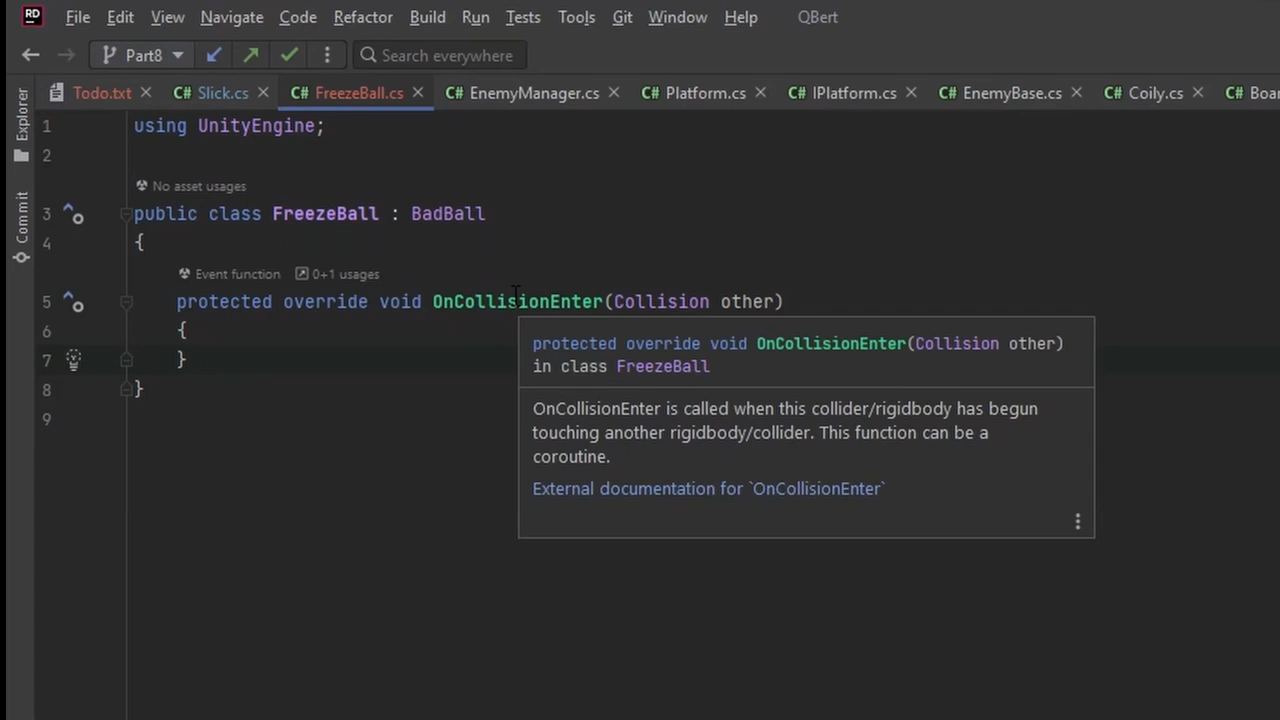 RD File Edit View Navigate Code Refactor Build Run Tests Tools Git Window Help QBert
Part8 Search everywhere
Todo.txt C# Slick.cs C# FreezeBall.cs C# EnemyManager.cs C# Platform.cs C# IPlatform.cs C# EnemyBase.cs C# Coily.cs C# Boar
Explorer
Commit
1 using UnityEngine;
2
No asset usages
3 public class FreezeBall : BadBall
4 {
Event function 0+1 usages
5 protected override void OnCollisionEnter(Collision other)
6 {
7 }
8 }
9
protected override void OnCollisionEnter(Collision other)
in class FreezeBall
OnCollisionEnter is called when this collider/rigidbody has begun
touching another rigidbody/collider. This function can be a
coroutine.
External documentation for `OnCollisionEnter`